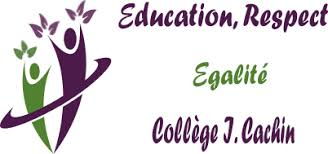 Education, Respect
Egalité
Collège J. Cachin